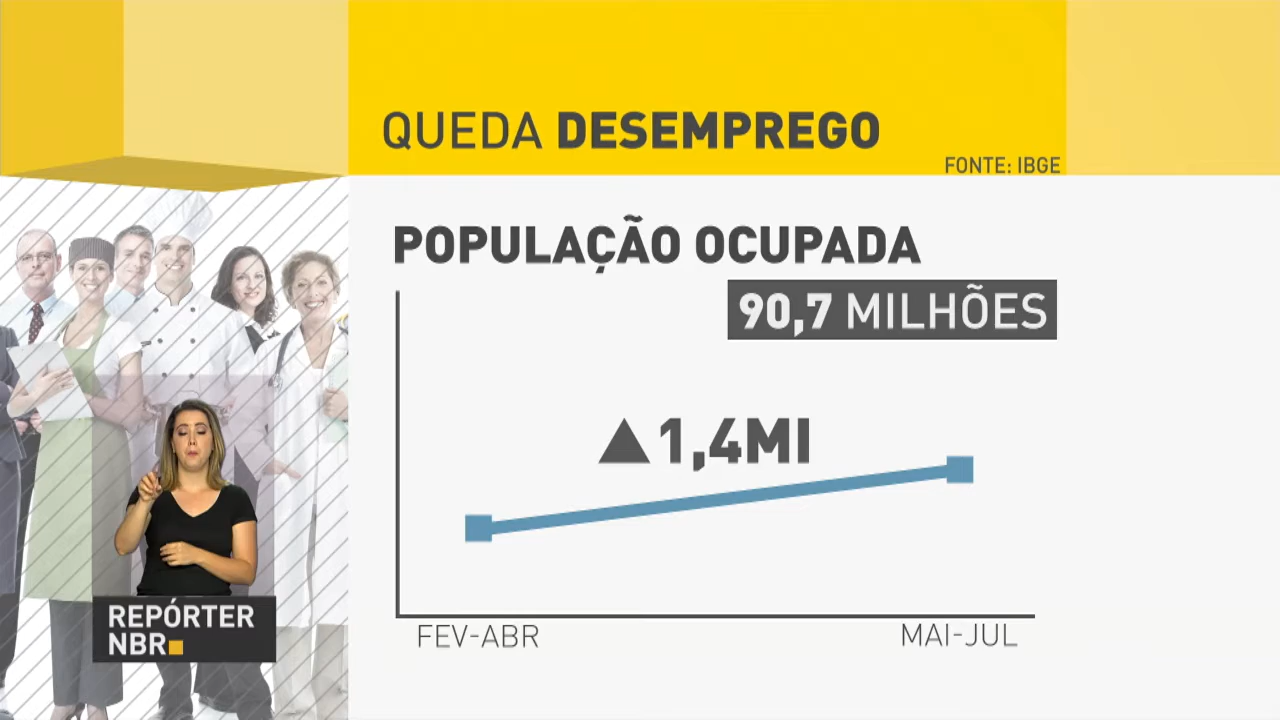 QUEDA DESEMPREGO
FONTE: IBGE
POPULAÇÃO OCUPADA
90,7 MILHÕES
▲1,4MI
FEV-ABR
MAI-JUL
REPÓRTER
NBR